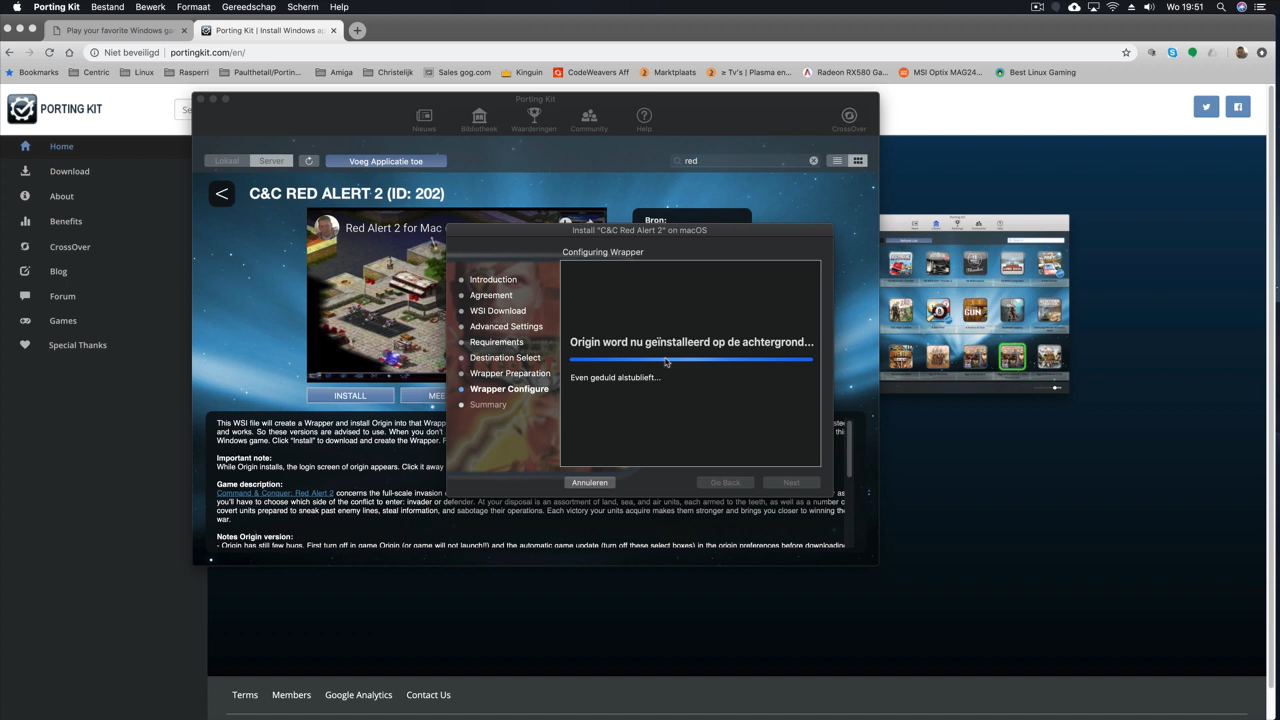 Porting Kit Bestand Bewerk Formaat Gereedschap Scherm Help
Wo 19:51
Play your favorite Windows ga
Porting Kit | Install Windows a
Niet beveiligd portingkit.com/en/
Bookmarks Centric Linux Rasperri Paulthetall/Portin... Amiga Christelijk Sales gog.com Kinguin CodeWeavers Aff Marktplaats ≥ Tv's | Plasma en... Radeon RX580 Ga... MSI Optix MAG24... Best Linux Gaming
PORTING KIT
Se
Home
Download
About
Benefits
CrossOver
Blog
Forum
Games
Special Thanks
Porting Kit
Nieuws Bibliotheek Waarderingen Community Help CrossOver
Lokaal Server Voeg Applicatie toe red
< C&C RED ALERT 2 (ID: 202)
Red Alert 2 for Mac (
Bron:
INSTALL
MEE
Install "C&C Red Alert 2" on macOS
Configuring Wrapper
Introduction
Agreement
WSI Download
Advanced Settings
Requirements
Destination Select
Wrapper Preparation
Wrapper Configure
Summary
Origin word nu geïnstalleerd op de achtergrond...
Even geduld alstublieft...
Annuleren Go Back Next
This WSI file will create a Wrapper and install Origin into that Wrapp
and works. So these versions are advised to use. When you don't
Windows game. Click "Install" to download and create the Wrapper. F
Important note:
While Origin installs, the login screen of origin appears. Click it away
Game description:
Command & Conquer: Red Alert 2 concerns the full-scale invasion o
you'll have to choose which side of the conflict to enter: invader or defender. At your disposal is an assortment of land, sea, and air units, each armed to the teeth, as well as a number o
covert units prepared to sneak past enemy lines, steal information, and sabotage their operations. Each victory your units acquire makes them stronger and brings you closer to winning the
war.
Notes Origin version:
- Origin has still few bugs. First turn off in game Origin (or game will not launch!!) and the automatic game update (turn off these select boxes) in the origin preferences before downloading
Terms Members Google Analytics Contact Us